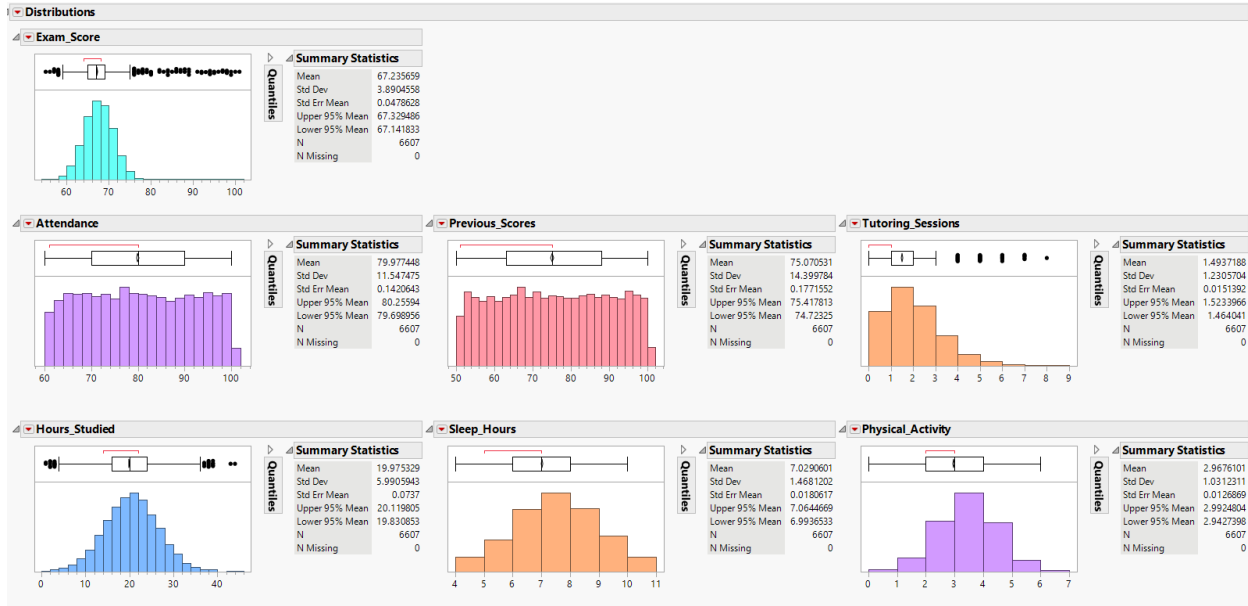 Distributions
Exam_Score
Quantiles
Summary Statistics
Mean 67.235659
Std Dev 3.8904558
Std Err Mean 0.0478628
Upper 95% Mean 67.329486
Lower 95% Mean 67.141833
N 6607
N Missing 0
60 70 80 90 100
Attendance
Quantiles
Summary Statistics
Mean 79.977448
Std Dev 11.547475
Std Err Mean 0.1420643
Upper 95% Mean 80.25594
Lower 95% Mean 79.698956
N 6607
N Missing 0
60 70 80 90 100
Previous_Scores
Quantiles
Summary Statistics
Mean 75.070531
Std Dev 14.399784
Std Err Mean 0.1771552
Upper 95% Mean 75.417813
Lower 95% Mean 74.72325
N 6607
N Missing 0
50 60 70 80 90 100
Tutoring_Sessions
Quantiles
Summary Statistics
Mean 1.4937188
Std Dev 1.2305704
Std Err Mean 0.0151392
Upper 95% Mean 1.5233966
Lower 95% Mean 1.464041
N 6607
N Missing 0
0 1 2 3 4 5 6 7 8 9
Hours_Studied
Quantiles
Summary Statistics
Mean 19.975329
Std Dev 5.9905943
Std Err Mean 0.0737
Upper 95% Mean 20.119805
Lower 95% Mean 19.830853
N 6607
N Missing 0
0 10 20 30 40
Sleep_Hours
Quantiles
Summary Statistics
Mean 7.0290601
Std Dev 1.4681202
Std Err Mean 0.0180617
Upper 95% Mean 7.0644669
Lower 95% Mean 6.9936533
N 6607
N Missing 0
4 5 6 7 8 9 10 11
Physical_Activity
Quantiles
Summary Statistics
Mean 2.9676101
Std Dev 1.0312311
Std Err Mean 0.0126869
Upper 95% Mean 2.9924804
Lower 95% Mean 2.9427398
N 6607
N Missing 0
0 1 2 3 4 5 6 7